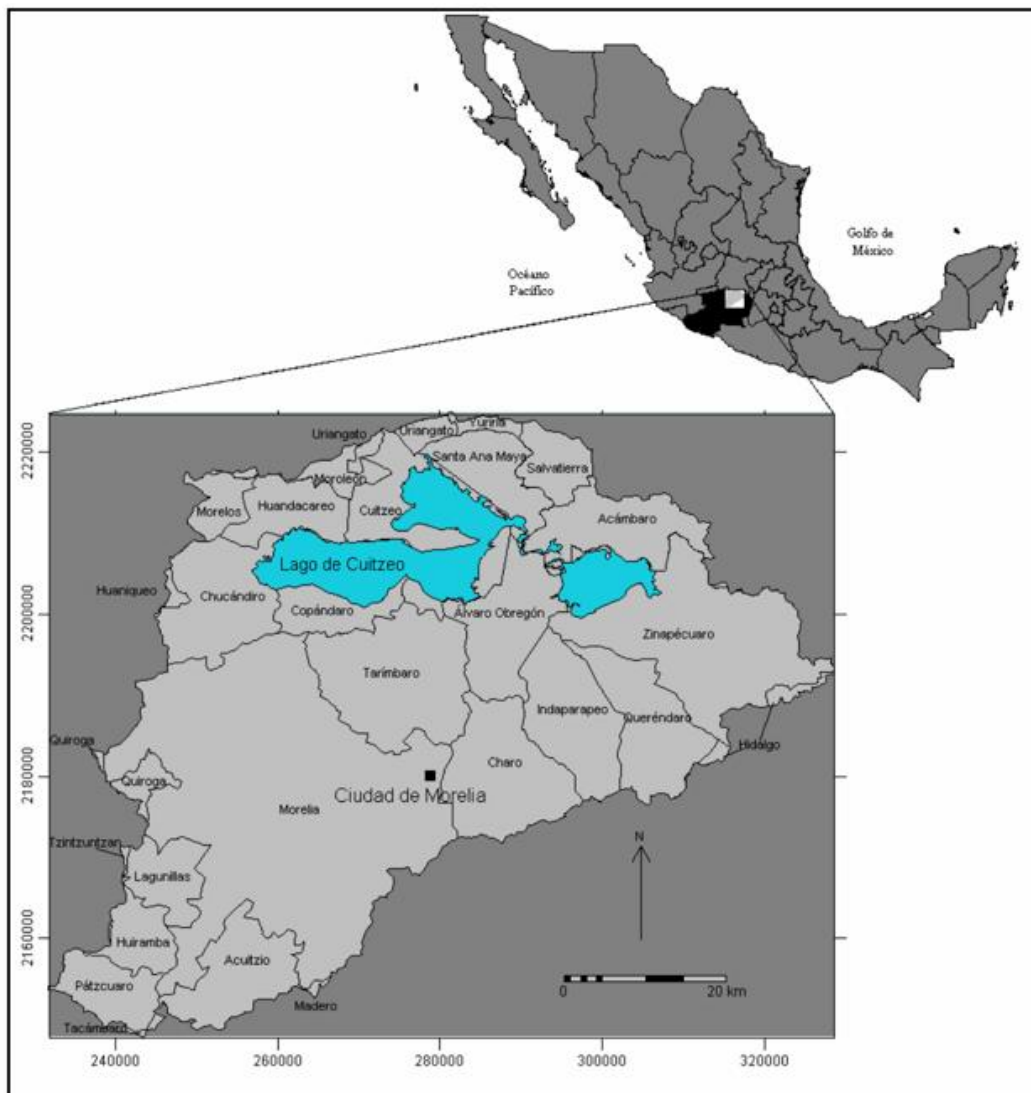 Golfo de
México
Océano
Pacífico
Uriangato
Uriangato
Yuriria
Santa Ana Maya
Moroleón
Salvatierra
Morelos
Huandacareo
Cuitzeo
Acámbaro
Lago de Cuitzeo
Huaniqueo
Chucándiro
Copándaro
Álvaro Obregón
Zinapécuaro
Tarímbaro
Indaparapeo
Queréndaro
Hidalgo
Quiroga
Quiroga
Charo
Ciudad de Morelia
Morelia
Tzintzuntzan
Lagunillas
N
Huiramba
Acuitzio
Pátzcuaro
Madero
Tacámbaro
0
20 km
2220000
2200000
2180000
2160000
240000
260000
280000
300000
320000